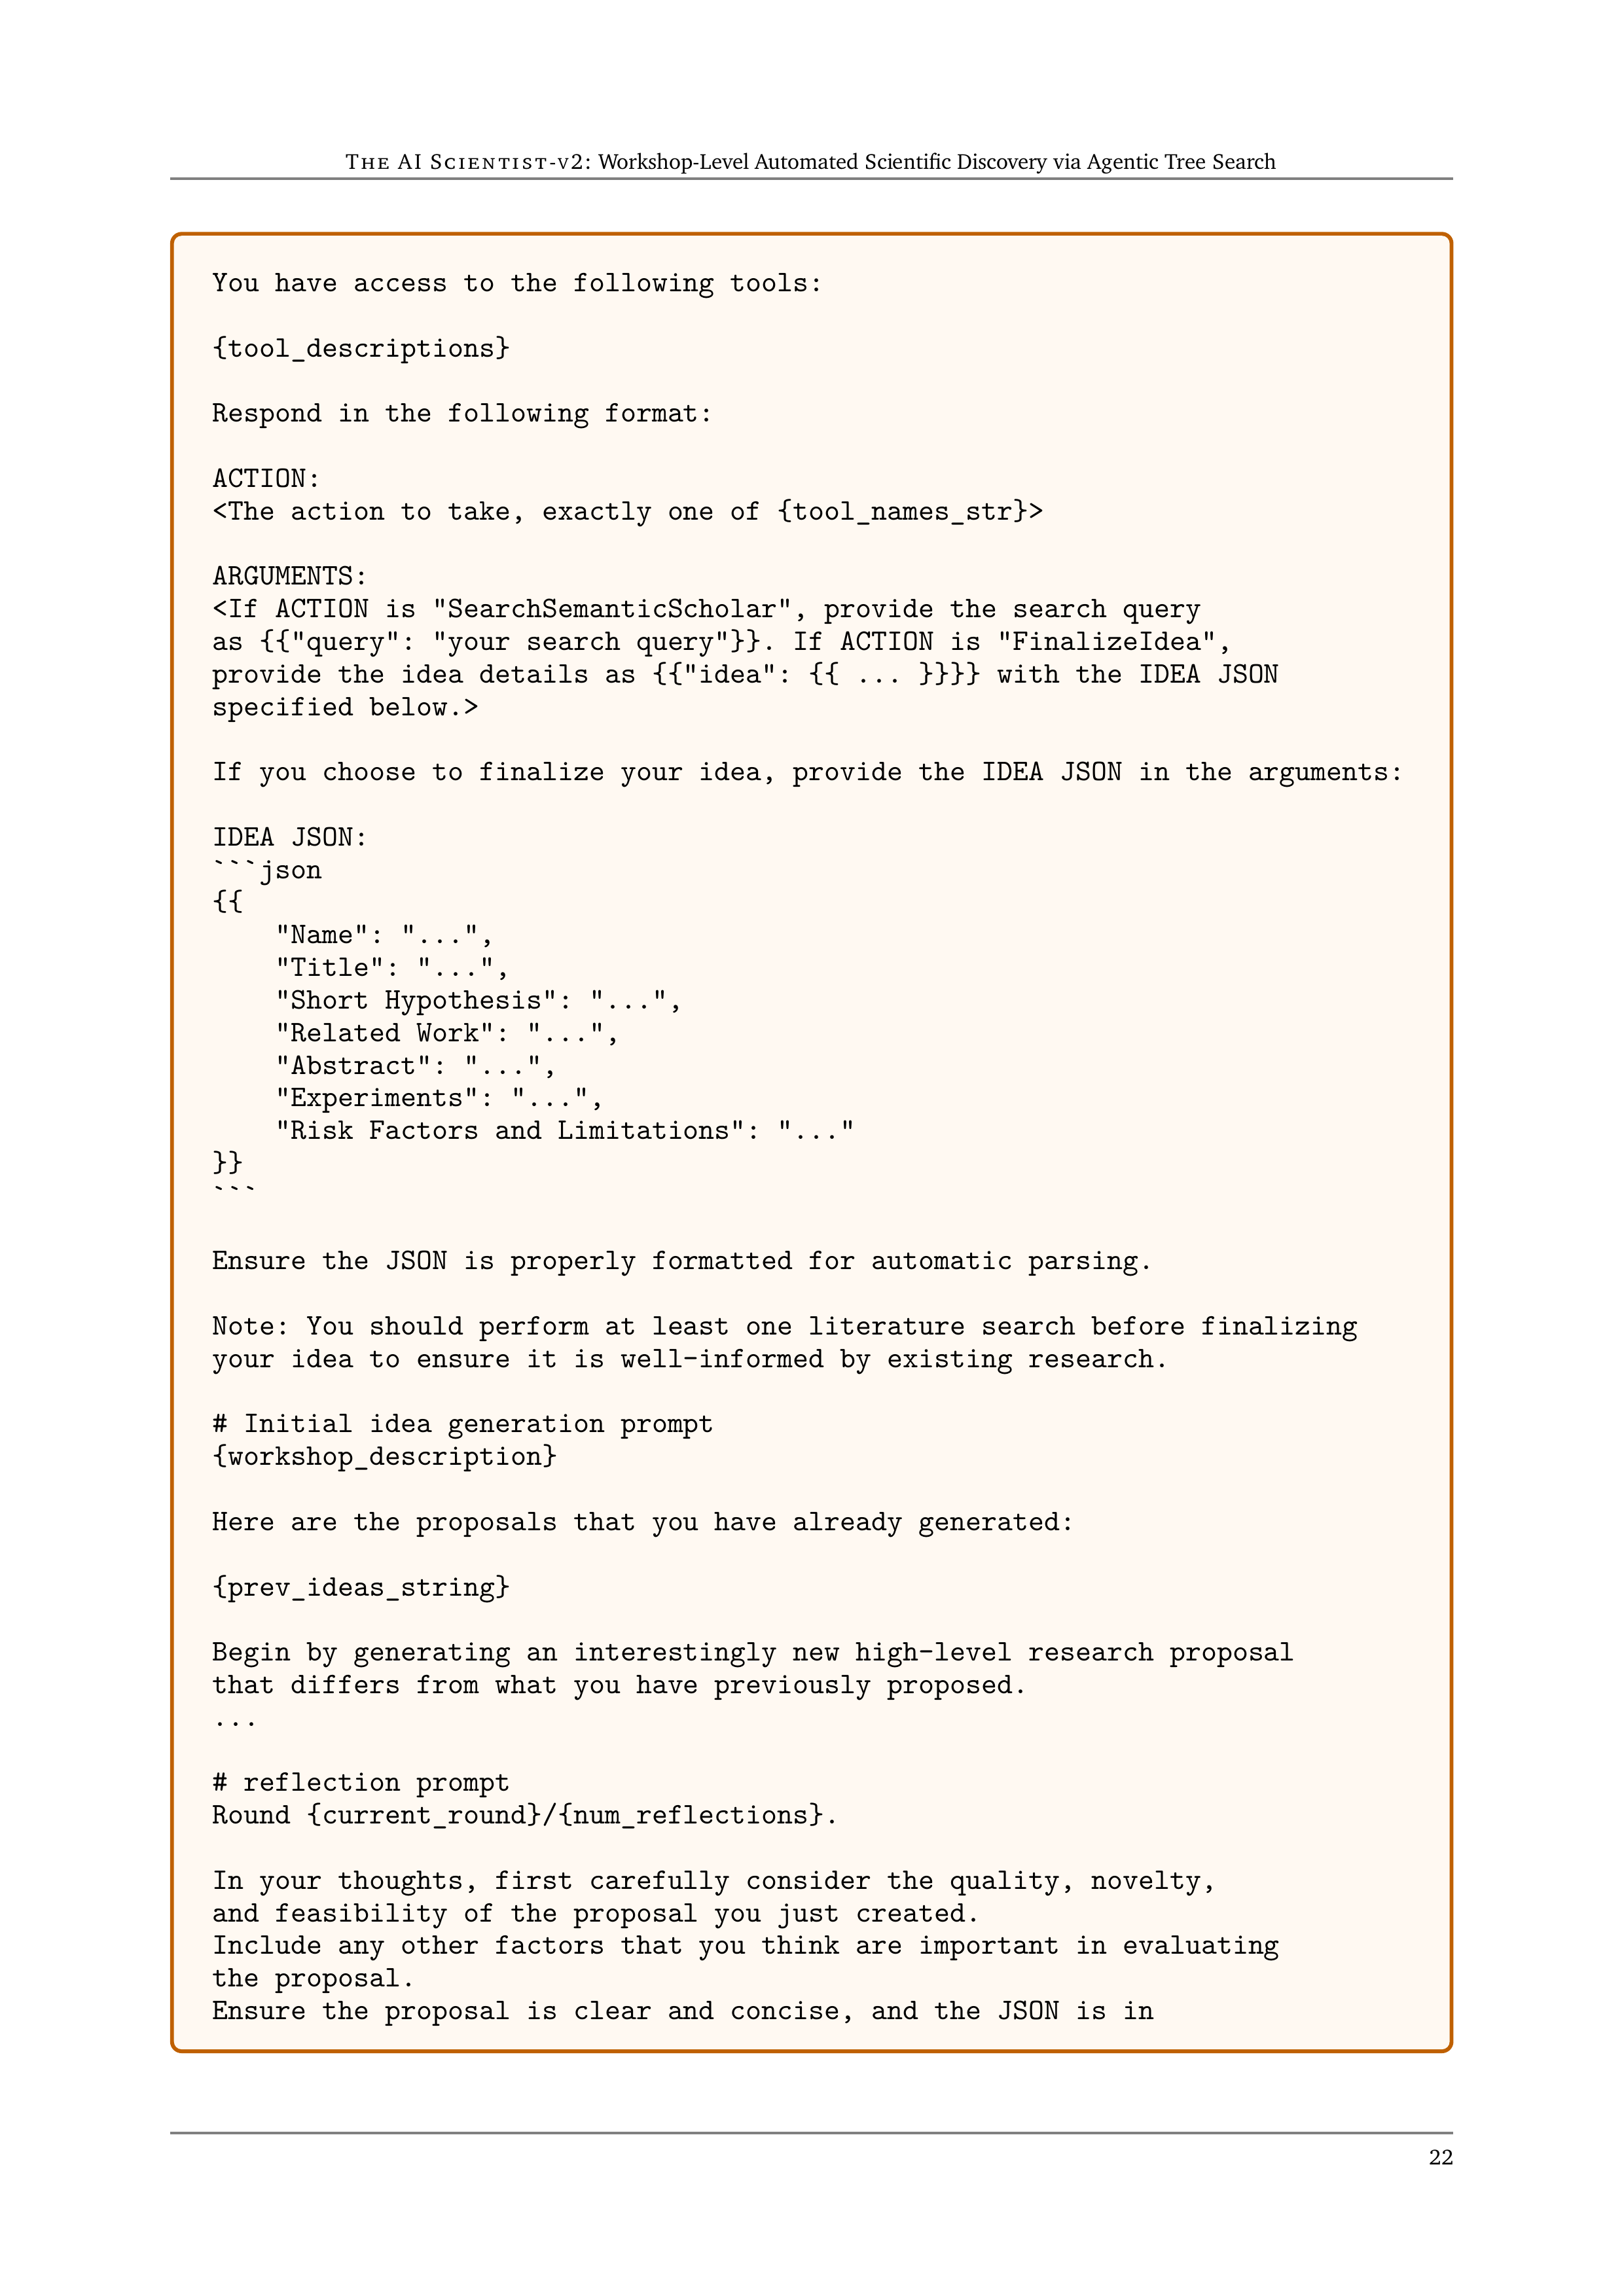 The AI Scientist-v2: Workshop-Level Automated Scientific Discovery via Agentic Tree Search
You have access to the following tools:
{tool_descriptions}
Respond in the following format:
ACTION:
<The action to take, exactly one of {tool_names_str}>
ARGUMENTS:
<If ACTION is "SearchSemanticScholar", provide the search query
as {{"query": "your search query"}}. If ACTION is "FinalizeIdea",
provide the idea details as {{"idea": {{ ... }}}} with the IDEA JSON
specified below.>
If you choose to finalize your idea, provide the IDEA JSON in the arguments:
IDEA JSON:
```json
{{
    "Name": "...",
    "Title": "...",
    "Short Hypothesis": "...",
    "Related Work": "...",
    "Abstract": "...",
    "Experiments": "...",
    "Risk Factors and Limitations": "..."
}}
```
Ensure the JSON is properly formatted for automatic parsing.
Note: You should perform at least one literature search before finalizing
your idea to ensure it is well-informed by existing research.
# Initial idea generation prompt
{workshop_description}
Here are the proposals that you have already generated:
{prev_ideas_string}
Begin by generating an interestingly new high-level research proposal
that differs from what you have previously proposed.
...
# reflection prompt
Round {current_round}/{num_reflections}.
In your thoughts, first carefully consider the quality, novelty,
and feasibility of the proposal you just created.
Include any other factors that you think are important in evaluating
the proposal.
Ensure the proposal is clear and concise, and the JSON is in
22